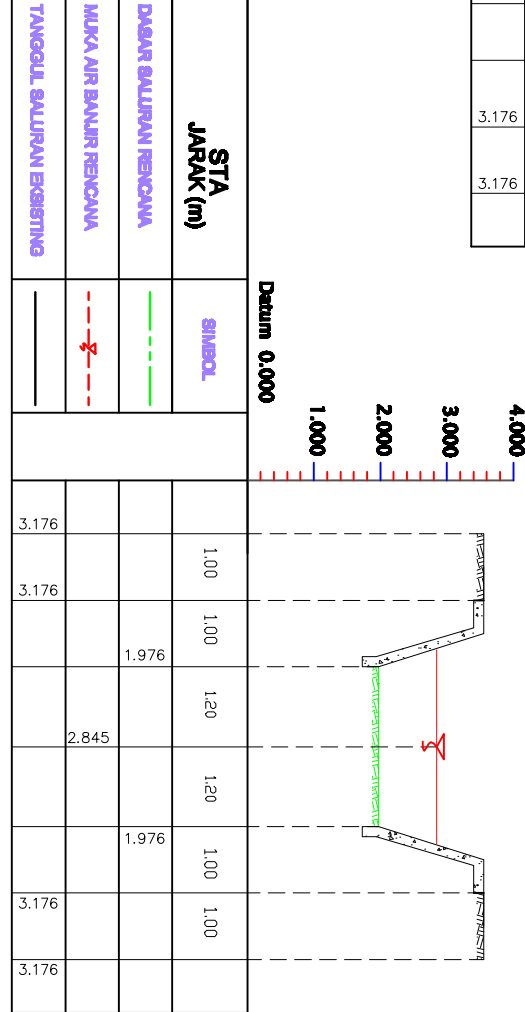 3.176
3.176
4.000
3.000
2.000
1.000
Datum 0.000
STA
JARAK (m)
SIMBOL
1.00
1.00
1.20
1.20
1.00
1.00
DASAR SALURAN RENCANA
1.976
1.976
MUKA AIR BANJIR RENCANA
2.845
TANGGUL SALURAN EKSISTING
3.176
3.176
3.176
3.176